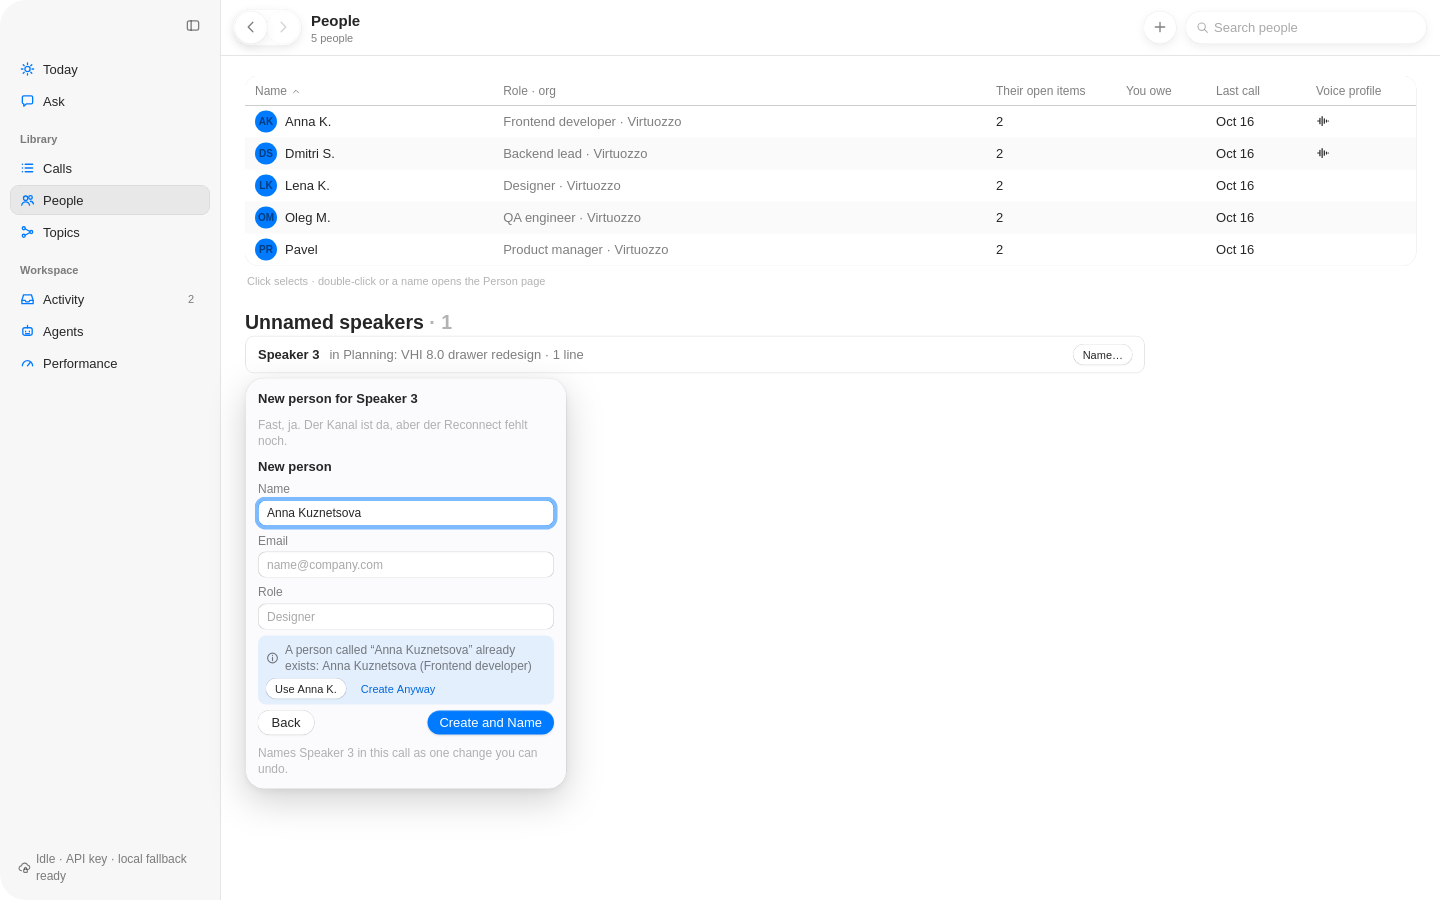 People
5 people
Search people
Today
Ask
Library
Calls
People
Topics
Workspace
Activity 2
Agents
Performance
Idle · API key · local fallback
ready
Name Role · org Their open items You owe Last call Voice profile
AK Anna K. Frontend developer · Virtuozzo 2 Oct 16
DS Dmitri S. Backend lead · Virtuozzo 2 Oct 16
LK Lena K. Designer · Virtuozzo 2 Oct 16
OM Oleg M. QA engineer · Virtuozzo 2 Oct 16
PR Pavel Product manager · Virtuozzo 2 Oct 16
Click selects · double-click or a name opens the Person page
Unnamed speakers · 1
Speaker 3 in Planning: VHI 8.0 drawer redesign · 1 line Name…
New person for Speaker 3
Fast, ja. Der Kanal ist da, aber der Reconnect fehlt
noch.
New person
Name
Anna Kuznetsova
Email
name@company.com
Role
Designer
A person called “Anna Kuznetsova” already
exists: Anna Kuznetsova (Frontend developer)
Use Anna K. Create Anyway
Back Create and Name
Names Speaker 3 in this call as one change you can
undo.